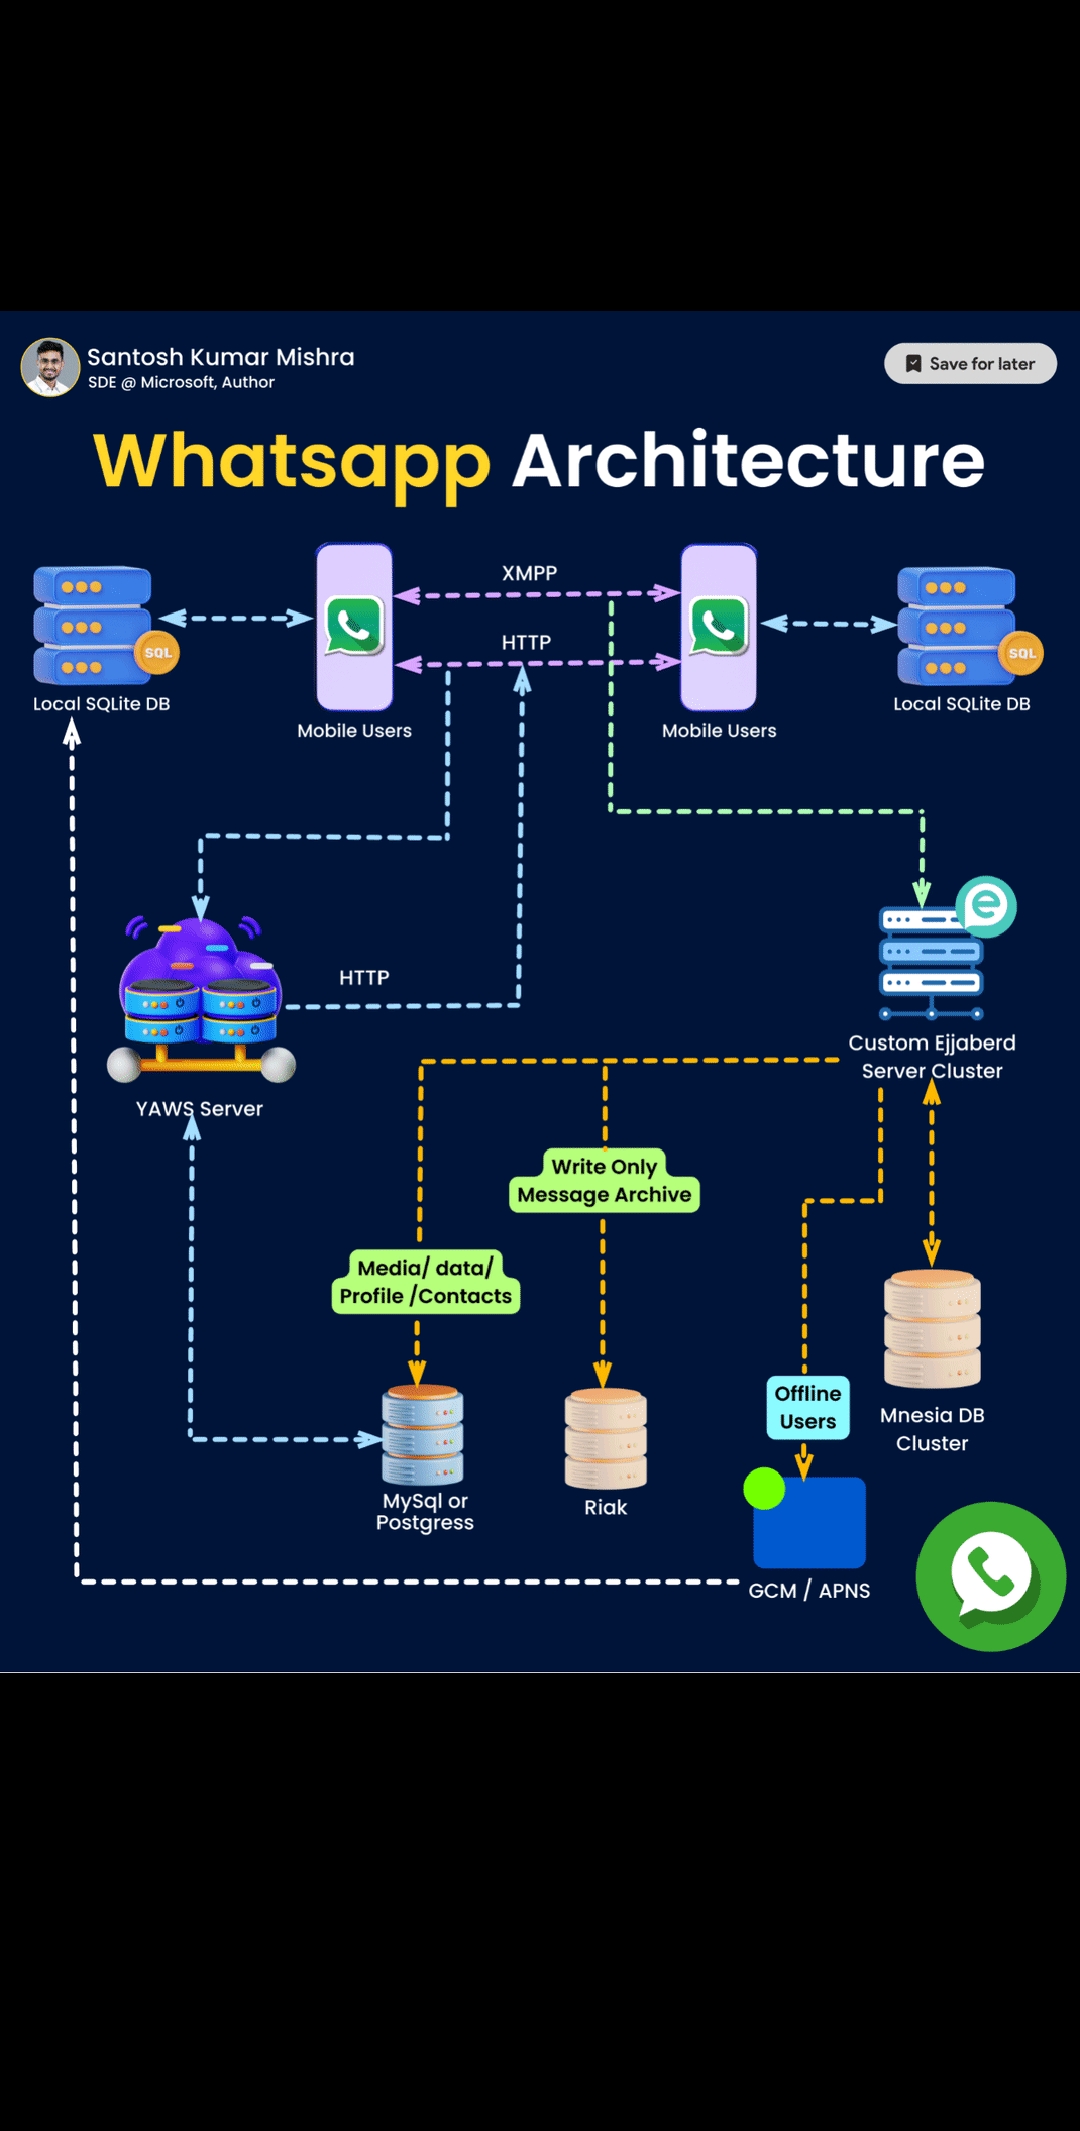 Santosh Kumar Mishra
SDE @ Microsoft, Author
Save for later
Whatsapp Architecture
XMPP
HTTP
SQL
SQL
Local SQLite DB
Mobile Users
Mobile Users
Local SQLite DB
HTTP
e
Custom Ejjaberd
Server Cluster
YAWS Server
Write Only
Message Archive
Media/ data/
Profile /Contacts
Offline
Users
Mnesia DB
Cluster
MySql or
Postgress
Riak
GCM / APNS